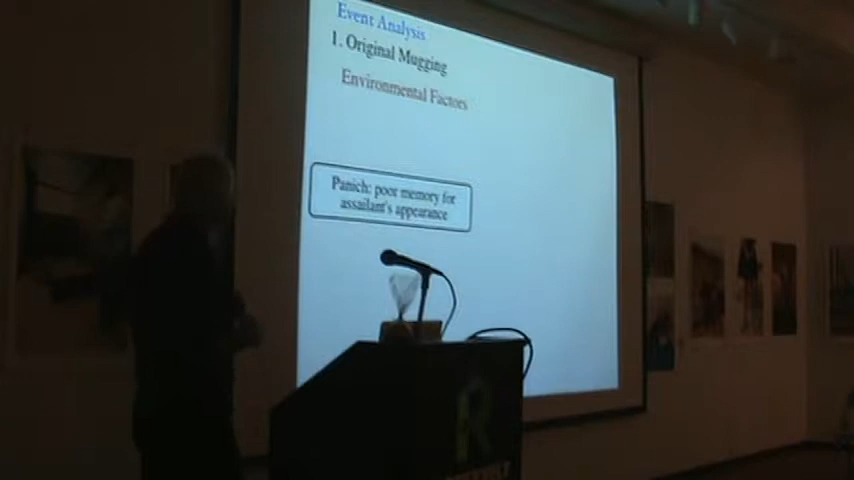 Event Analysis
1. Original Mugging
Environmental Factors
Panich: poor memory for
assailant's appearance